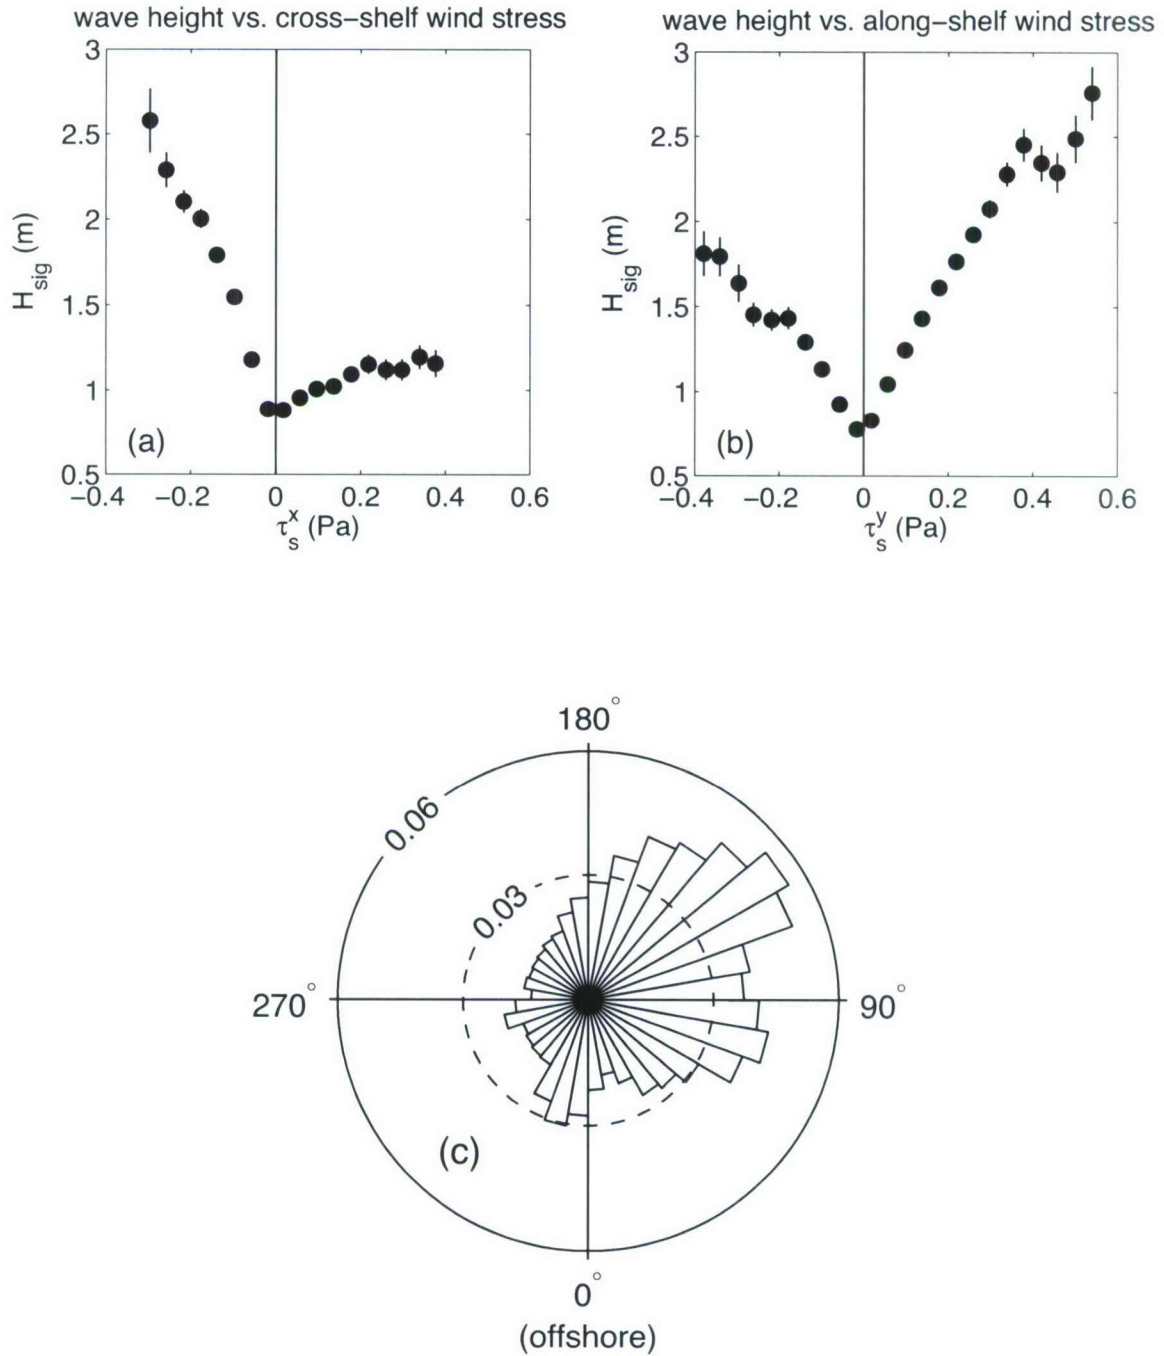 wave height vs. cross−shelf wind stress
3
2.5
2
1.5
1
0.5
H_sig (m)
(a)
−0.4 −0.2 0 0.2 0.4 0.6
τ_s^x (Pa)
wave height vs. along−shelf wind stress
3
2.5
2
1.5
1
0.5
H_sig (m)
(b)
−0.4 −0.2 0 0.2 0.4 0.6
τ_s^y (Pa)
180°
0.06
0.03
270°
90°
(c)
0°
(offshore)